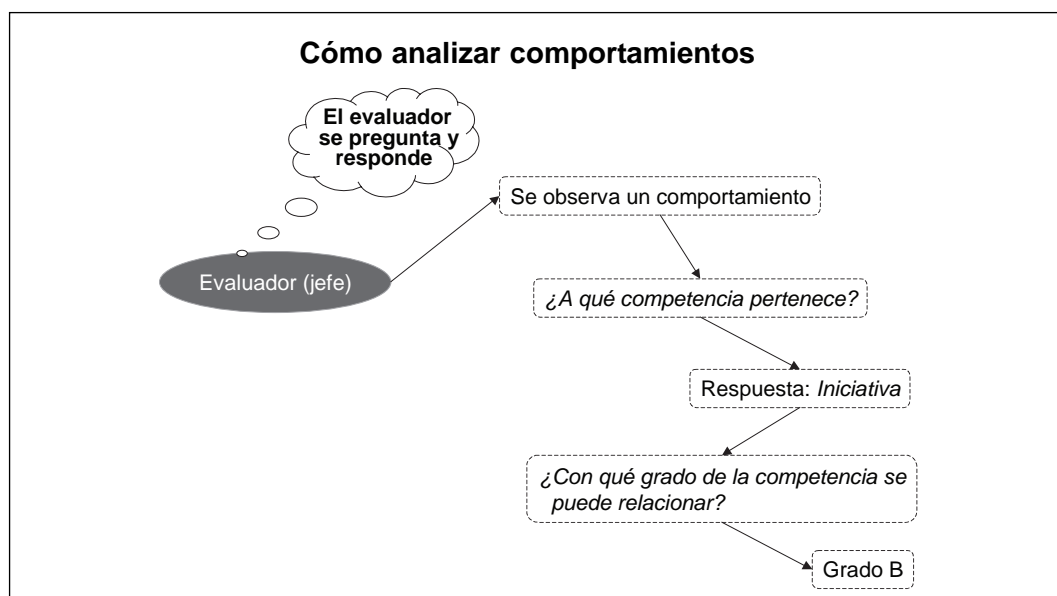 Cómo analizar comportamientos
El evaluador
se pregunta y
responde
Se observa un comportamiento
Evaluador (jefe)
¿A qué competencia pertenece?
Respuesta: Iniciativa
¿Con qué grado de la competencia se
puede relacionar?
Grado B